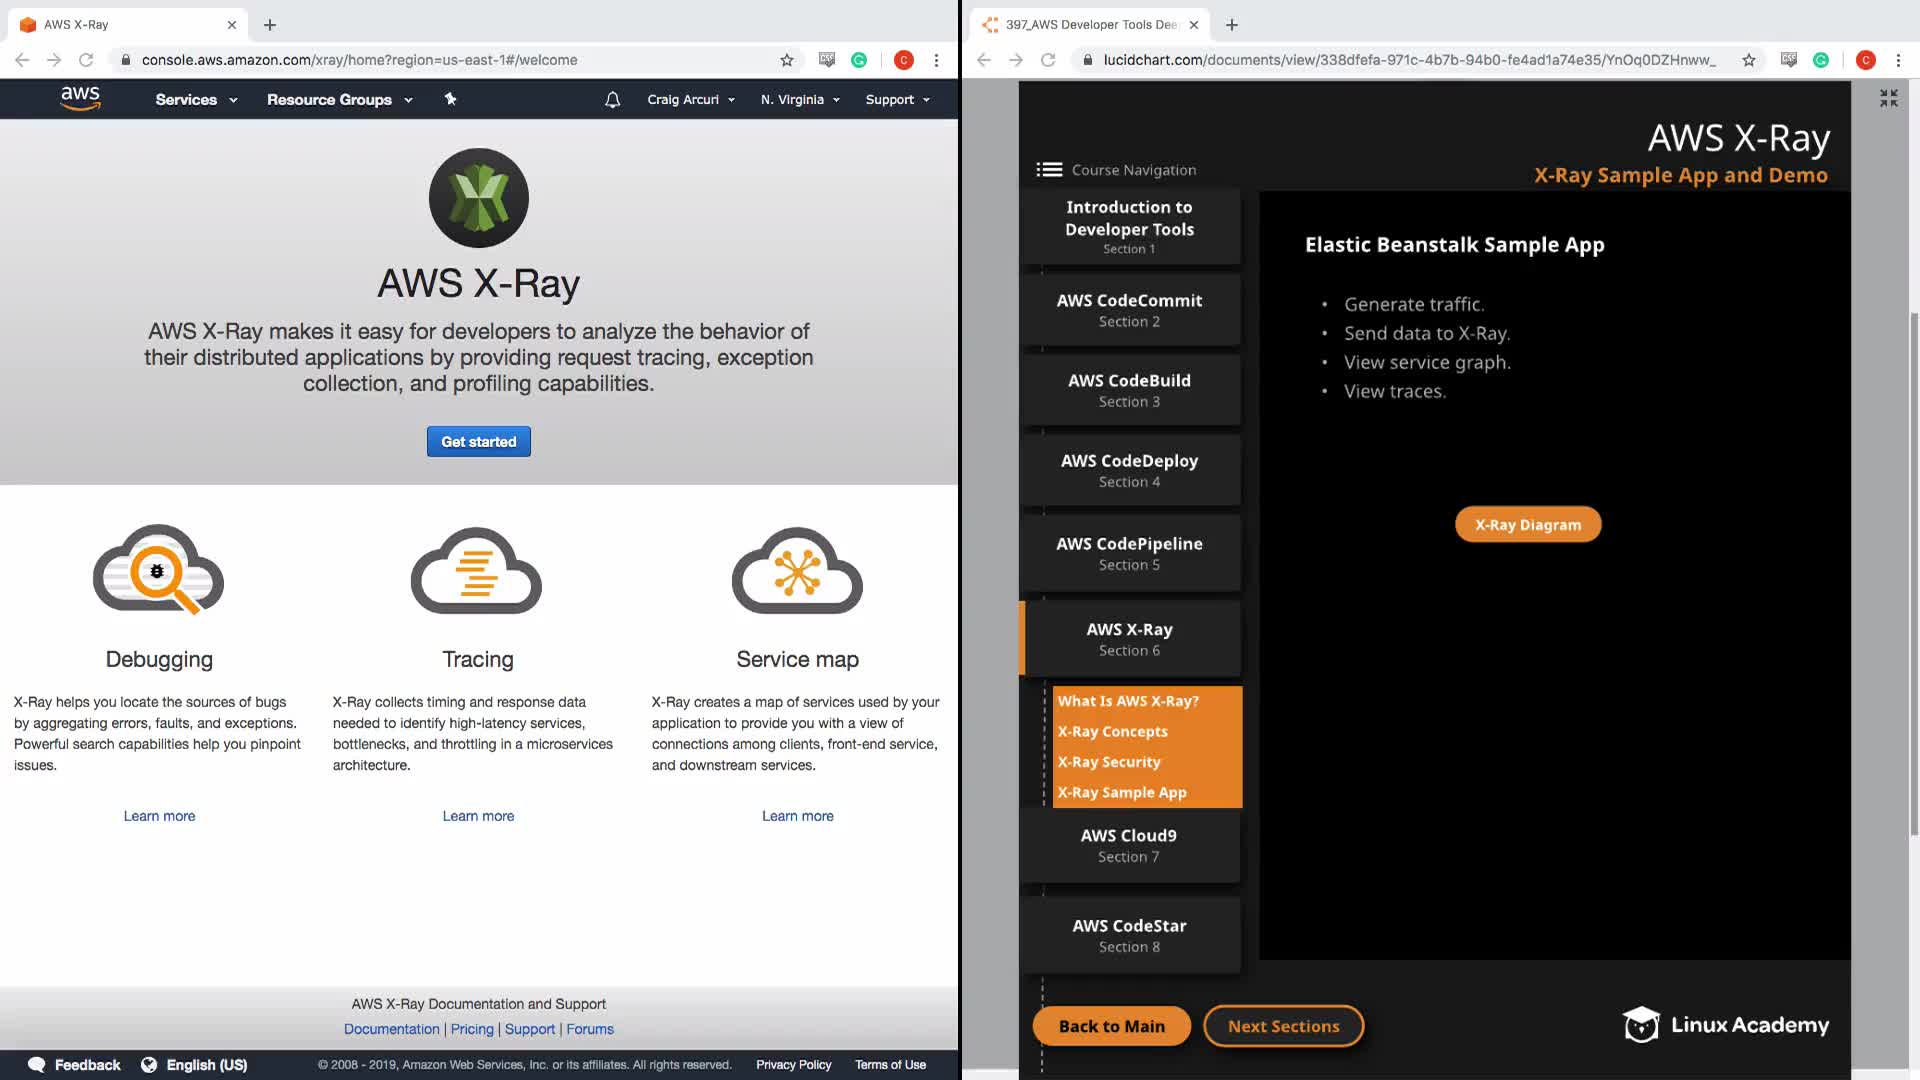 AWS X-Ray
console.aws.amazon.com/xray/home?region=us-east-1#/welcome
C
aws
Services
Resource Groups
Craig Arcuri
N. Virginia
Support
AWS X-Ray
AWS X-Ray makes it easy for developers to analyze the behavior of
their distributed applications by providing request tracing, exception
collection, and profiling capabilities.
Get started
Debugging
X-Ray helps you locate the sources of bugs
by aggregating errors, faults, and exceptions.
Powerful search capabilities help you pinpoint
issues.
Learn more
Tracing
X-Ray collects timing and response data
needed to identify high-latency services,
bottlenecks, and throttling in a microservices
architecture.
Learn more
Service map
X-Ray creates a map of services used by your
application to provide you with a view of
connections among clients, front-end service,
and downstream services.
Learn more
AWS X-Ray Documentation and Support
Documentation | Pricing | Support | Forums
Feedback
English (US)
© 2008 - 2019, Amazon Web Services, Inc. or its affiliates. All rights reserved.
Privacy Policy
Terms of Use
397_AWS Developer Tools Dee
lucidchart.com/documents/view/338dfefa-971c-4b7b-94b0-fe4ad1a74e35/YnOq0DZHnww_
C
AWS X-Ray
X-Ray Sample App and Demo
Course Navigation
Introduction to
Developer Tools
Section 1
AWS CodeCommit
Section 2
AWS CodeBuild
Section 3
AWS CodeDeploy
Section 4
AWS CodePipeline
Section 5
AWS X-Ray
Section 6
What Is AWS X-Ray?
X-Ray Concepts
X-Ray Security
X-Ray Sample App
AWS Cloud9
Section 7
AWS CodeStar
Section 8
Elastic Beanstalk Sample App
• Generate traffic.
• Send data to X-Ray.
• View service graph.
• View traces.
X-Ray Diagram
Back to Main
Next Sections
Linux Academy